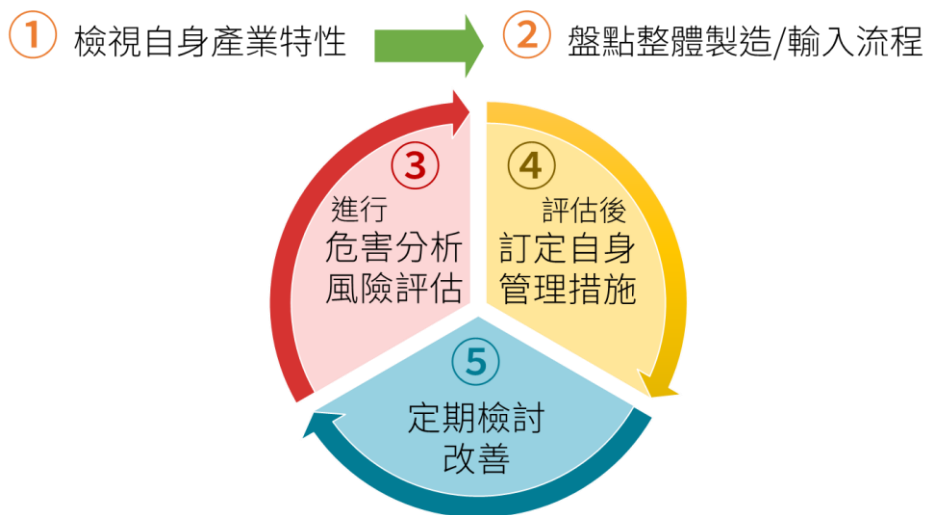 ① 檢視自身產業特性
② 盤點整體製造/輸入流程
③
進行
危害分析
風險評估
④
評估後
訂定自身
管理措施
⑤
定期檢討
改善